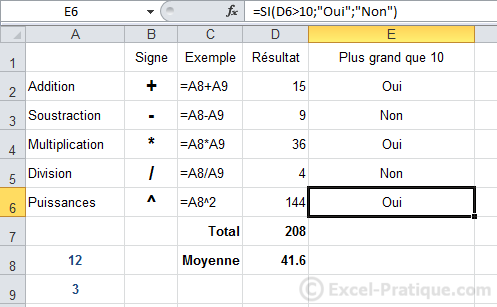 E6 fx =SI(D6>10;"Oui";"Non")
A B C D E
1 Signe Exemple Résultat Plus grand que 10
2 Addition + =A8+A9 15 Oui
3 Soustraction - =A8-A9 9 Non
4 Multiplication * =A8*A9 36 Oui
5 Division / =A8/A9 4 Non
6 Puissances ^ =A8^2 144 Oui
7 Total 208
8 12 Moyenne 41.6
9 3
Excel-Pratique.com